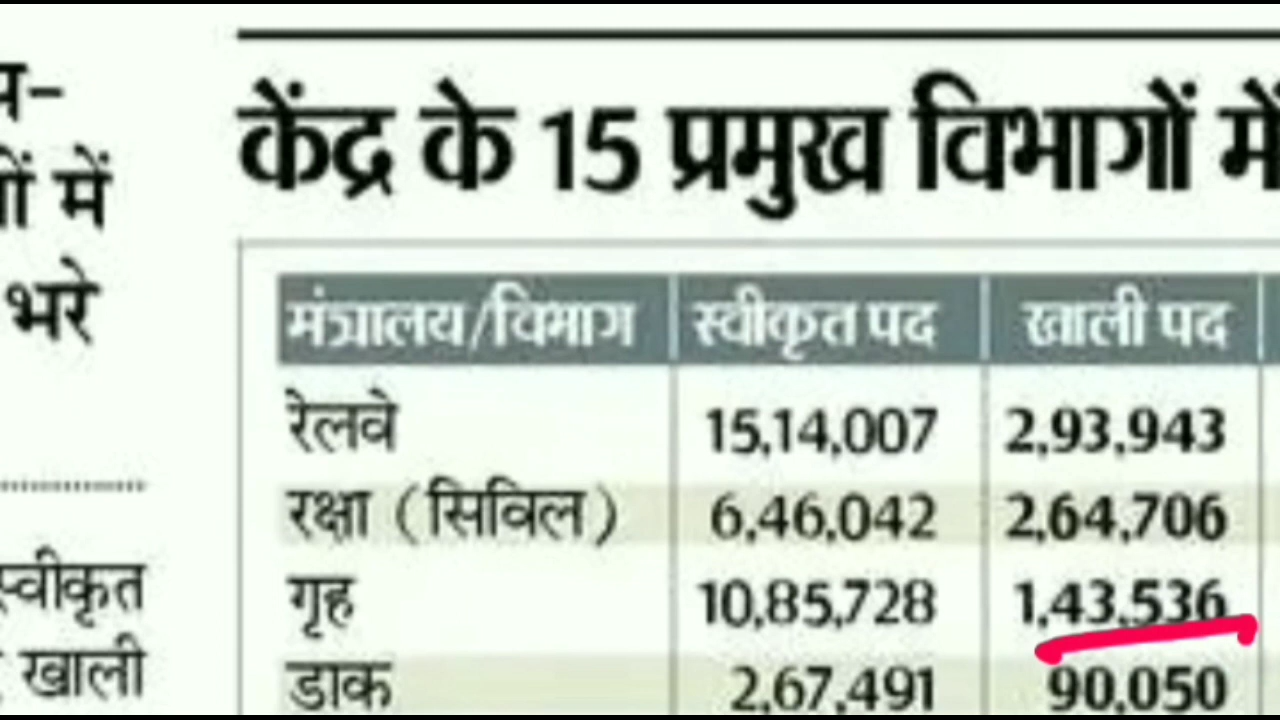 में
भरे
स्वीकृत
खाली
केंद्र के 15 प्रमुख विभागों में
मंत्रालय/विभाग स्वीकृत पद खाली पद
रेलवे 15,14,007 2,93,943
रक्षा (सिविल) 6,46,042 2,64,706
गृह 10,85,728 1,43,536
डाक 2,67,491 90,050